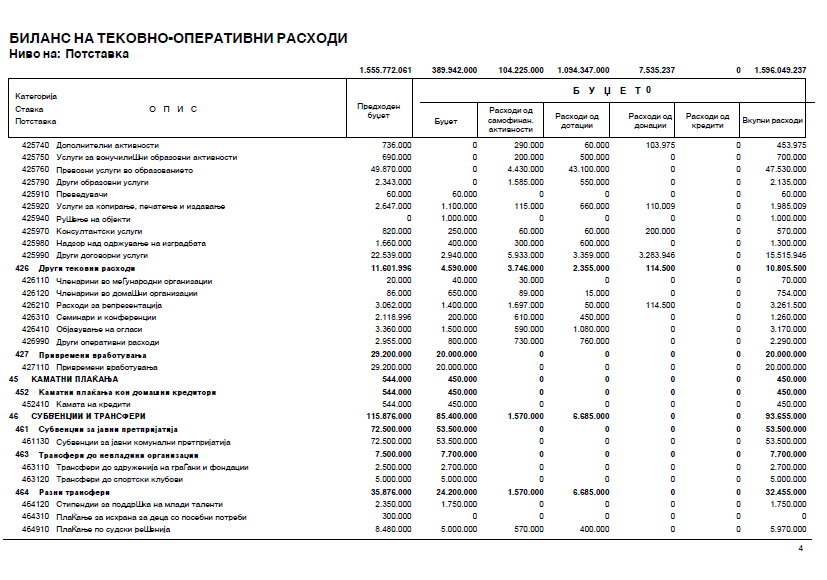 БИЛАНС НА ТЕКОВНО-ОПЕРАТИВНИ РАСХОДИ
Ниво на: Потставка
1.555.772.061 389.942.000 104.225.000 1.094.347.000 7.535.237 0 1.596.049.237
Категорија
Ставка
Потставка
О П И С
Предходен буџет
Б У Џ Е Т 0
Буџет
Расходи од самофинан. активности
Расходи од дотации
Расходи од донации
Расходи од кредити
Вкупни расходи
425740 Дополнителни активности 736.000 0 290.000 60.000 103.975 0 453.975
425750 Услуги за вонучилиШни образовни активности 690.000 0 200.000 500.000 0 0 700.000
425760 Превозни услуги во образованието 49.870.000 0 4.430.000 43.100.000 0 0 47.530.000
425790 Други образовни услуги 2.343.000 0 1.585.000 550.000 0 0 2.135.000
425910 Преведувачи 60.000 60.000 0 0 0 0 60.000
425920 Услуги за копирање, печатење и издавање 2.647.000 1.100.000 115.000 660.000 110.009 0 1.985.009
425940 РуШење на објекти 0 1.000.000 0 0 0 0 1.000.000
425970 Консултантски услуги 820.000 250.000 60.000 60.000 200.000 0 570.000
425980 Надзор над одржување на изградбата 1.660.000 400.000 300.000 600.000 0 0 1.300.000
425990 Други договорни услуги 22.539.000 2.940.000 5.933.000 3.359.000 3.283.946 0 15.515.946
426 Други тековни расходи 11.601.996 4.590.000 3.746.000 2.355.000 114.500 0 10.805.500
426110 Членарини во меЃународни организации 20.000 40.000 30.000 0 0 0 70.000
426120 Членарини во домаШни организации 86.000 650.000 89.000 15.000 0 0 754.000
426210 Расходи за репрезентација 3.062.000 1.400.000 1.697.000 50.000 114.500 0 3.261.500
426310 Семинари и конференции 2.118.996 200.000 610.000 450.000 0 0 1.260.000
426410 Објавување на огласи 3.360.000 1.500.000 590.000 1.080.000 0 0 3.170.000
426990 Други оперативни расходи 2.955.000 800.000 730.000 760.000 0 0 2.290.000
427 Привремени вработувања 29.200.000 20.000.000 0 0 0 0 20.000.000
427110 Привремени вработувања 29.200.000 20.000.000 0 0 0 0 20.000.000
45 КАМАТНИ ПЛАЌАЊА 544.000 450.000 0 0 0 0 450.000
452 Каматни плаќања кон домашни кредитори 544.000 450.000 0 0 0 0 450.000
452410 Камата на кредити 544.000 450.000 0 0 0 0 450.000
46 СУБВЕНЦИИ И ТРАНСФЕРИ 115.876.000 85.400.000 1.570.000 6.685.000 0 0 93.655.000
461 Субвенции за јавни претпријатија 72.500.000 53.500.000 0 0 0 0 53.500.000
461130 Субвенции за јавни комунални претпријатија 72.500.000 53.500.000 0 0 0 0 53.500.000
463 Трансфери до невладини организации 7.500.000 7.700.000 0 0 0 0 7.700.000
463110 Трансфери до здруженија на граЃани и фондации 2.500.000 2.700.000 0 0 0 0 2.700.000
463120 Трансфери до спортски клубови 5.000.000 5.000.000 0 0 0 0 5.000.000
464 Разни трансфери 35.876.000 24.200.000 1.570.000 6.685.000 0 0 32.455.000
464120 Стипендии за поддрШка на млади таленти 2.350.000 1.750.000 0 0 0 0 1.750.000
464310 ПлаЌање за исхрана за деца со посебни потреби 300.000 0 0 0 0 0 0
464910 ПлаЌање по судски реШенија 8.480.000 5.000.000 570.000 400.000 0 0 5.970.000
4